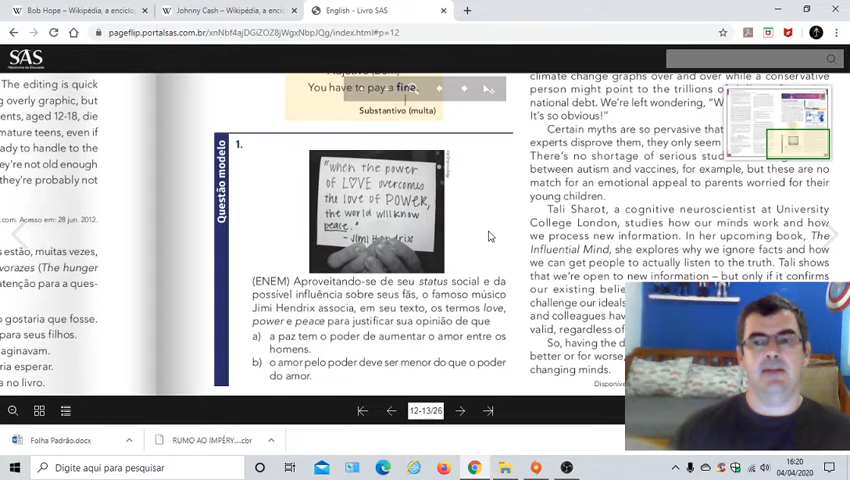 Bob Hope – Wikipédia, a enciclo
Johnny Cash – Wikipédia, a encic
English - Livro SAS
pageflip.portalsas.com.br/xnNbf4ajDGiZOZ8jWgxNbpJQg/index.html#p=12
SAS
The editing is quick
g overly graphic, but
ents, aged 12-18, die
mature teens, even if
ady to handle to the
they're not old enough
they're probably not
.com. Acesso em: 28 jun. 2012.
s estão, muitas vezes,
vorazes (The hunger
atenção para a ques-
o gostaria que fosse.
para seus filhos.
aginavam.
ria esperar.
a no livro.
You have to pay a fine.
Substantivo (multa)
Questão modelo
1.
"when the power
of LOVE overcomes
the love of POWER,
the world will know
peace."
- Jimi Hendrix
(ENEM) Aproveitando-se de seu status social e da
possível influência sobre seus fãs, o famoso músico
Jimi Hendrix associa, em seu texto, os termos love,
power e peace para justificar sua opinião de que
a) a paz tem o poder de aumentar o amor entre os
homens.
b) o amor pelo poder deve ser menor do que o poder
do amor.
climate change graphs over and over while a conservative
person might point to the trillions
national debt. We're left wondering,
It's so obvious!"
Certain myths are so pervasive that
experts disprove them, they only seem
There's no shortage of serious
between autism and vaccines, for example, but these are no
match for an emotional appeal to parents worried for their
young children.
Tali Sharot, a cognitive neuroscientist at University
College London, studies how our minds work and how
we process new information. In her upcoming book, The
Influential Mind, she explores why we ignore facts and how
we can get people to actually listen to the truth. Tali shows
that we're open to new information – but only if it confirms
our existing
challenge our ideals
and colleagues
valid, regardless
So, having the
better or for worse,
changing minds.
12-13/26
Folha Padrão.docx
RUMO AO IMPÉRY....cbr
Digite aqui para pesquisar
16:20
04/04/2020